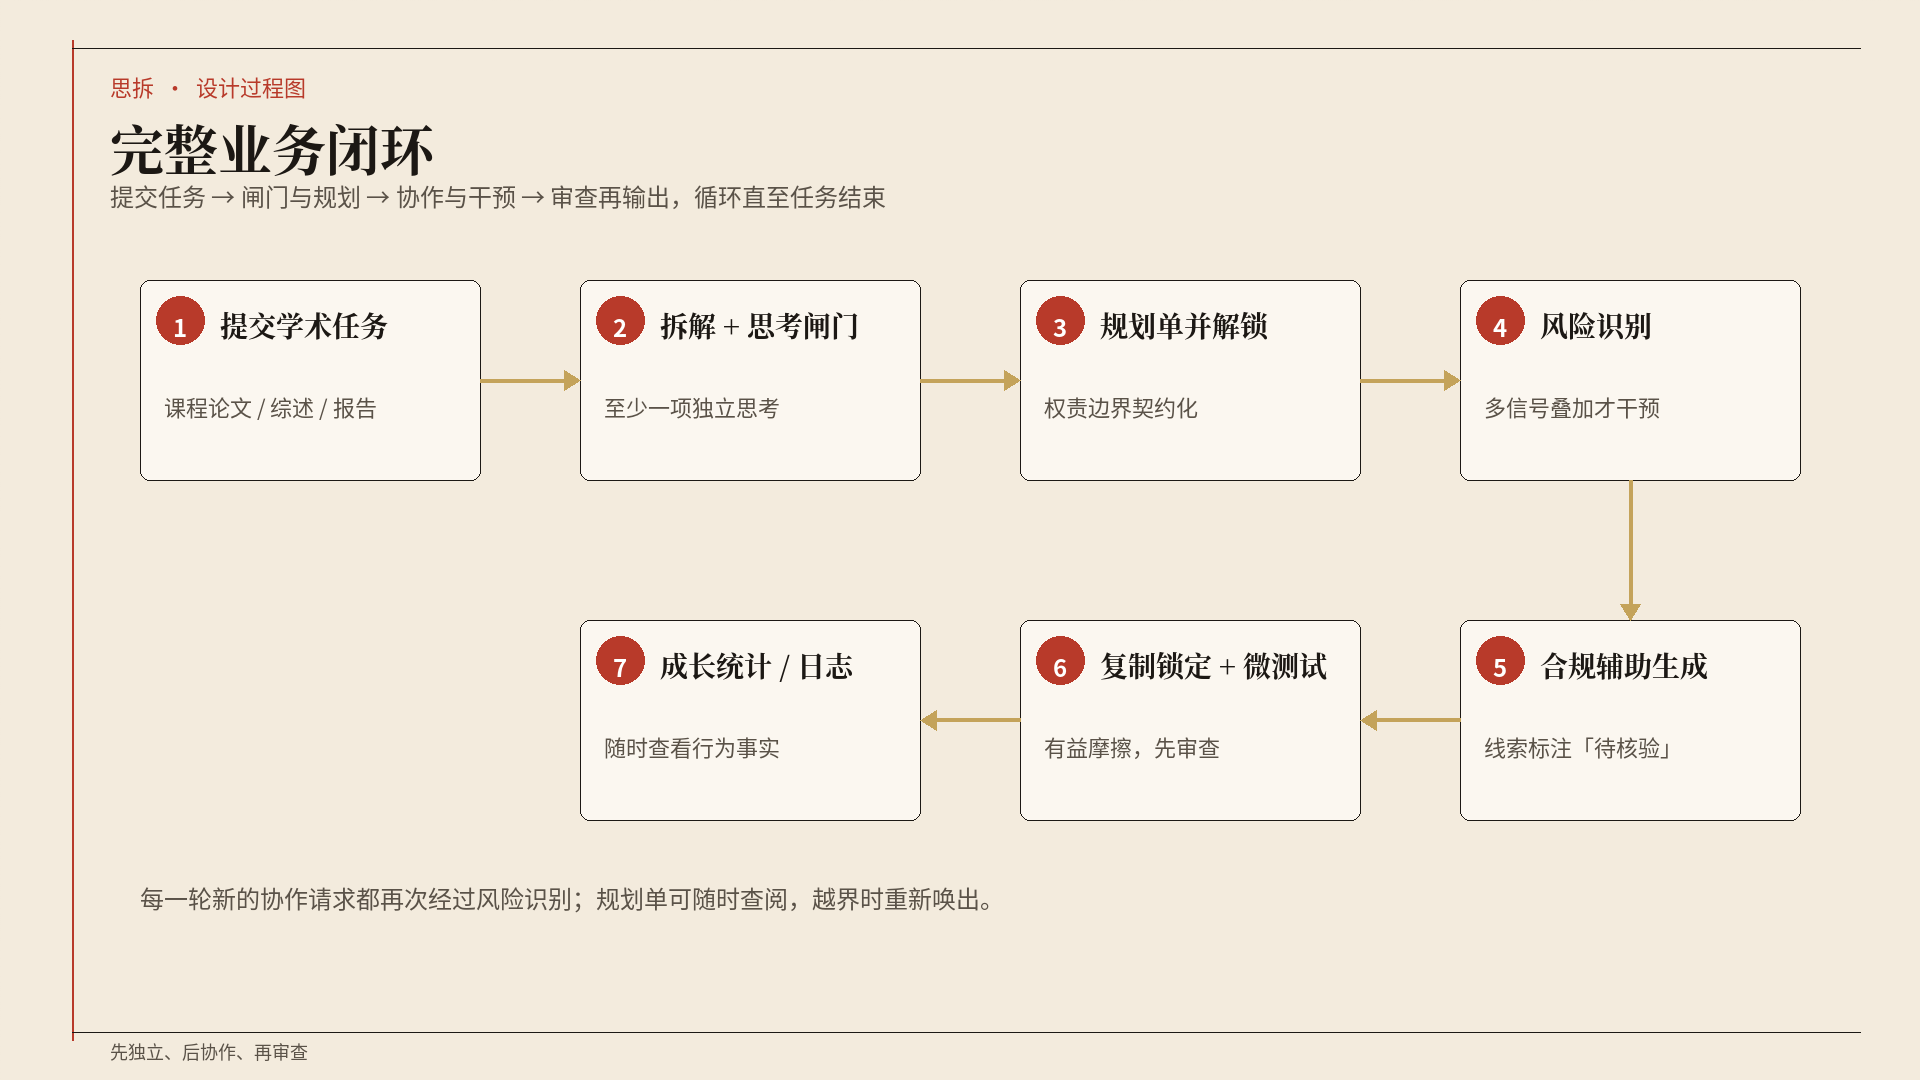 思拆 · 设计过程图
完整业务闭环
提交任务 → 闸门与规划 → 协作与干预 → 审查再输出，循环直至任务结束
1 提交学术任务
课程论文 / 综述 / 报告
2 拆解 + 思考闸门
至少一项独立思考
3 规划单并解锁
权责边界契约化
4 风险识别
多信号叠加才干预
5 合规辅助生成
线索标注「待核验」
6 复制锁定 + 微测试
有益摩擦，先审查
7 成长统计 / 日志
随时查看行为事实
每一轮新的协作请求都再次经过风险识别；规划单可随时查阅，越界时重新唤出。
先独立、后协作、再审查